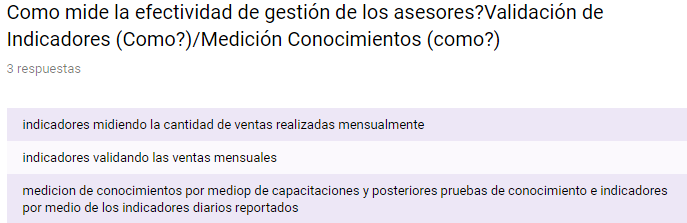 Como mide la efectividad de gestión de los asesores?Validación de
Indicadores (Como?)/Medición Conocimientos (como?)
3 respuestas
indicadores midiendo la cantidad de ventas realizadas mensualmente
indicadores validando las ventas mensuales
medicion de conocimientos por mediop de capacitaciones y posteriores pruebas de conocimiento e indicadores
por medio de los indicadores diarios reportados